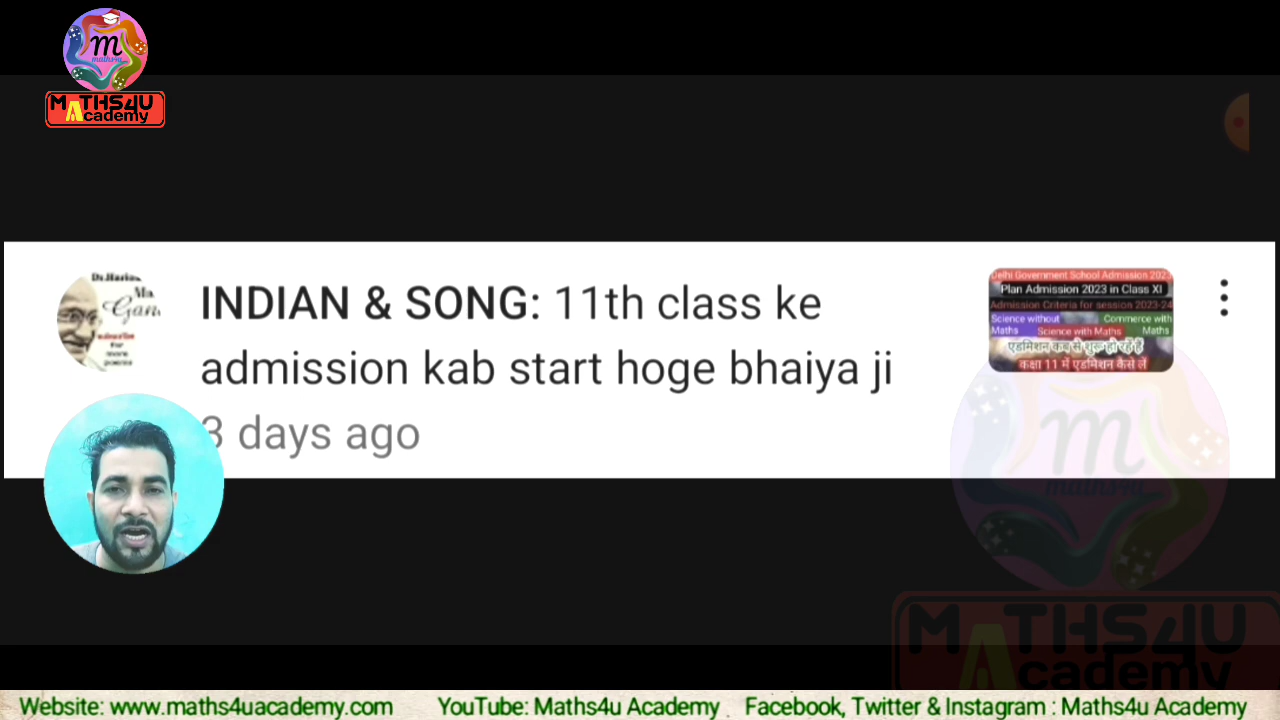 m
maths4u
MATHS4U
Academy
INDIAN & SONG: 11th class ke
admission kab start hoge bhaiya ji
3 days ago
Delhi Government School Admission 2023
Plan Admission 2023 in Class XI
Admission Criteria for session 2023-24
Science without Maths
Commerce with Maths
Science with Maths
एडमिशन कब से शुरू हो रहे हैं
कक्षा 11 में एडमिशन कैसे लें
m
maths4u
MATHS4U
Academy
Website: www.maths4uacademy.com YouTube: Maths4u Academy Facebook, Twitter & Instagram : Maths4u Academy